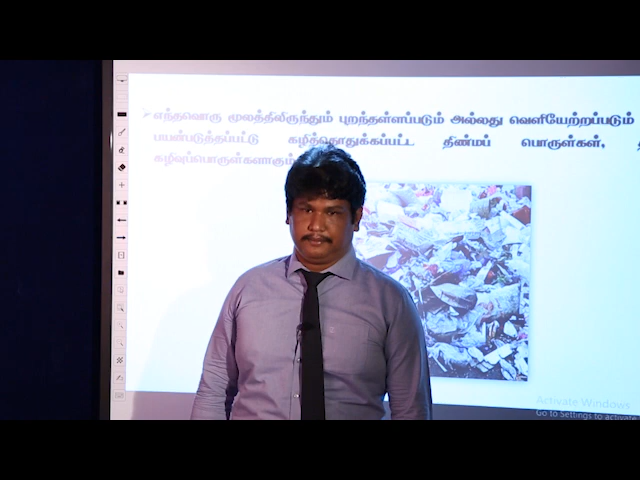 எந்தவொரு மூலத்திலிருந்தும் புறந்தள்ளப்படும் அல்லது வெளியேற்றப்படும்
பயன்படுத்தப்பட்டு கழித்தொதுக்கப்பட்ட திண்மப் பொருள்கள்,
கழிவுப்பொருள்களாகும்
Activate Windows
Go to Settings to activate